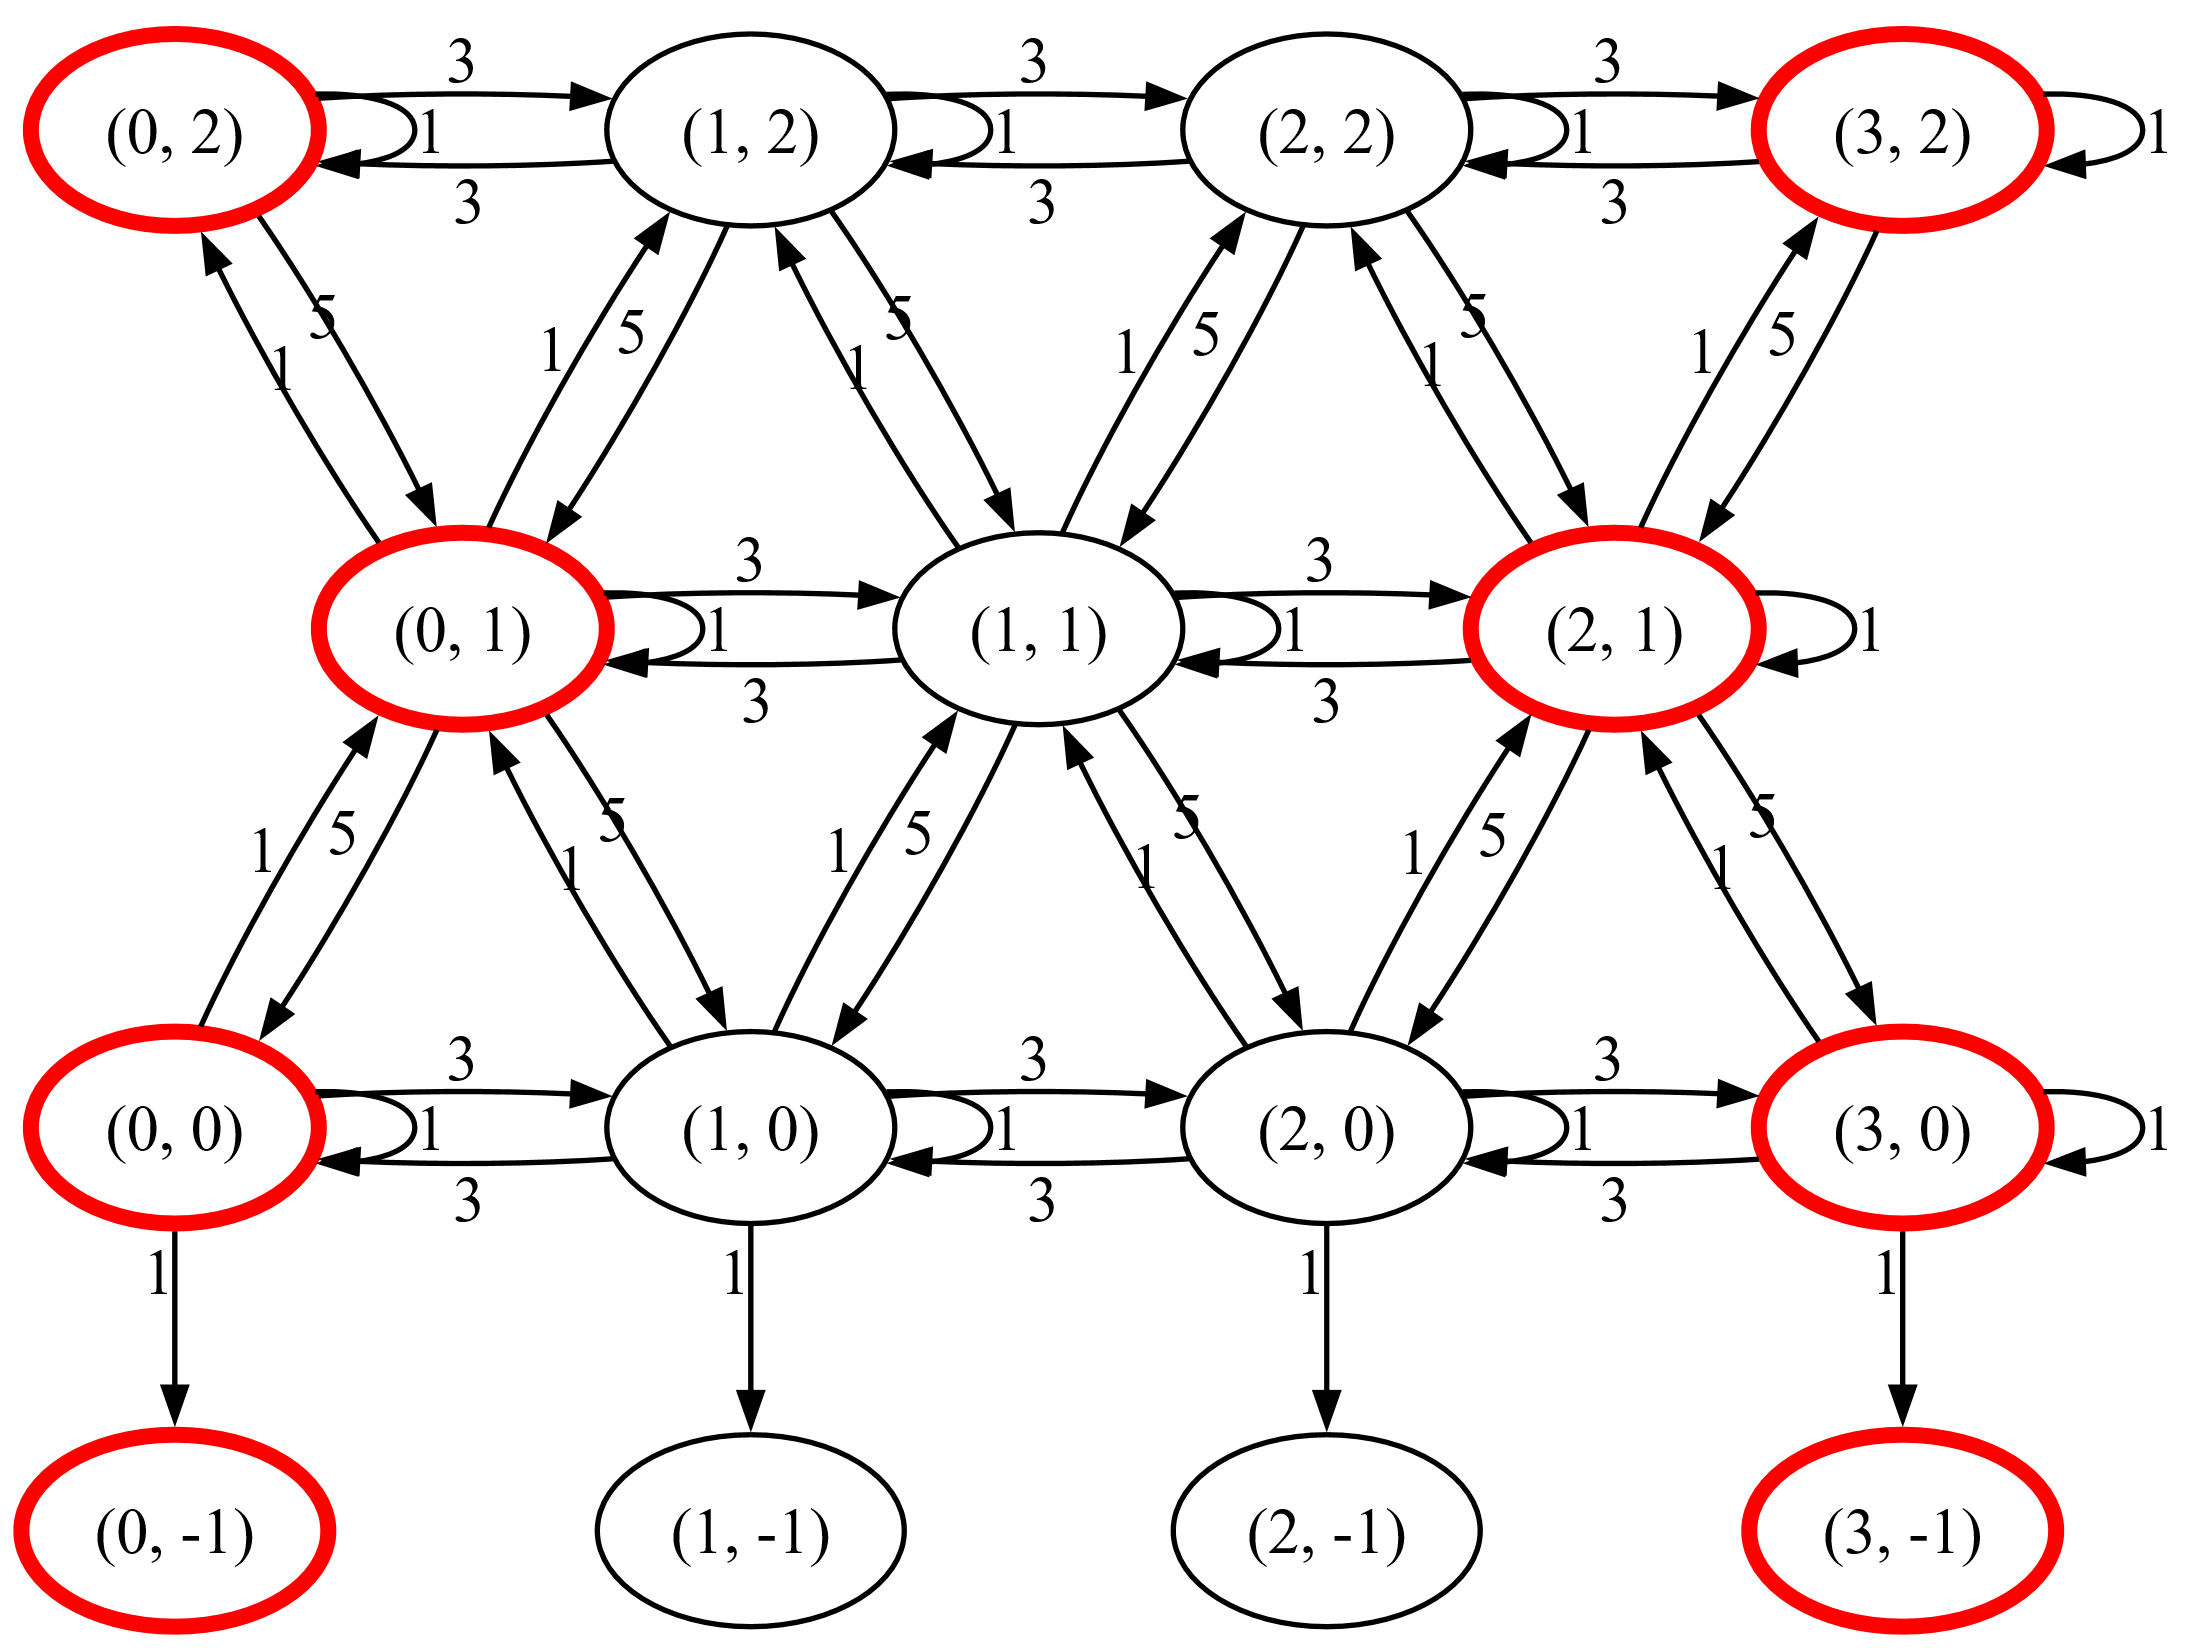 3 3 3
(0, 2) 1 (1, 2) 1 (2, 2) 1 (3, 2) 1
3 3 3
1 5 1 5 1 5 1 5 1 5 1 5
3 3
(0, 1) 1 (1, 1) 1 (2, 1) 1
3 3
1 5 1 5 1 5 1 5 1 5 1 5
3 3 3
(0, 0) 1 (1, 0) 1 (2, 0) 1 (3, 0) 1
3 3 3
1 1 1 1
(0, -1) (1, -1) (2, -1) (3, -1)